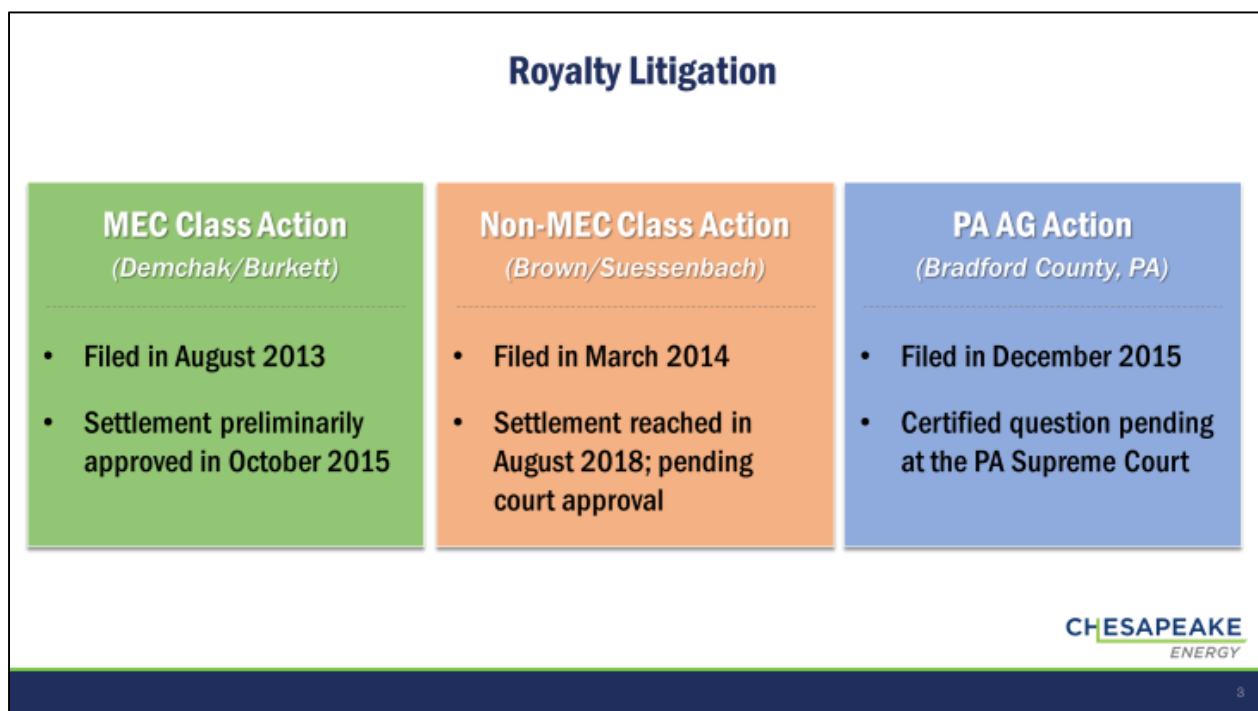 Royalty Litigation
MEC Class Action
(Demchak/Burkett)
• Filed in August 2013
• Settlement preliminarily
approved in October 2015
Non-MEC Class Action
(Brown/Suessenbach)
• Filed in March 2014
• Settlement reached in
August 2018; pending
court approval
PA AG Action
(Bradford County, PA)
• Filed in December 2015
• Certified question pending
at the PA Supreme Court
CHESAPEAKE
ENERGY
3